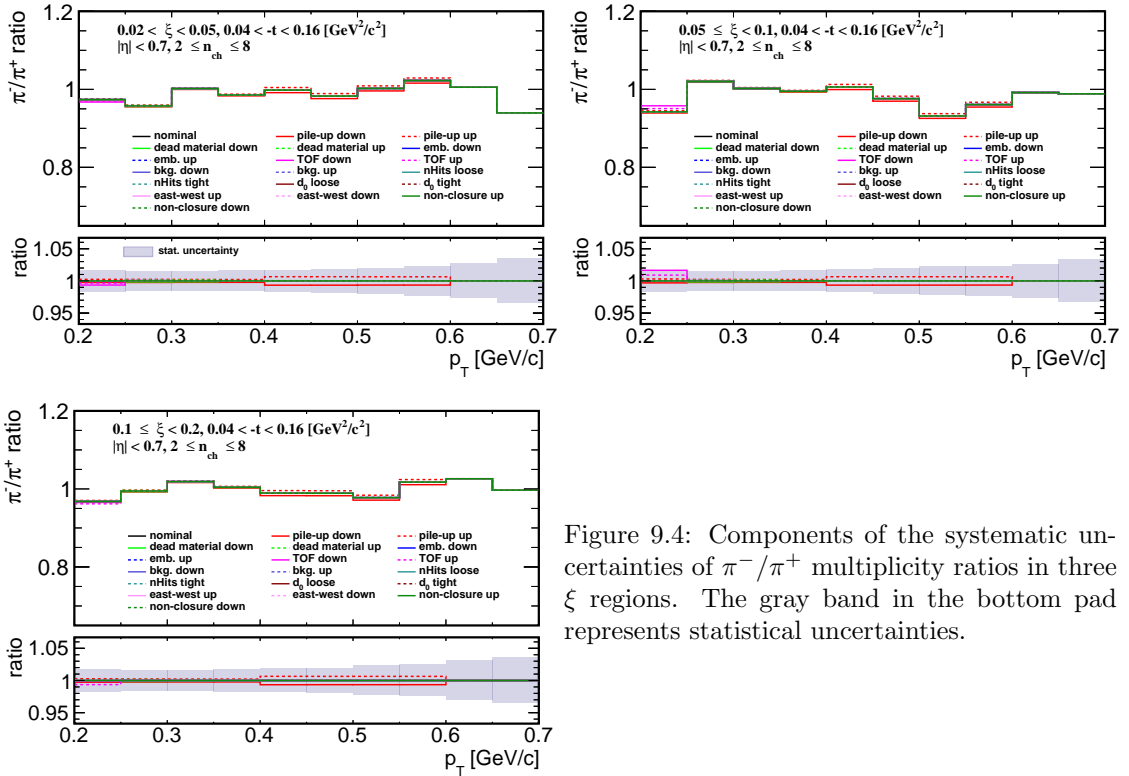 1.2
0.02 < ξ < 0.05, 0.04 < -t < 0.16 [GeV²/c²]
|η| < 0.7, 2 ≤ n_ch ≤ 8
π⁻/π⁺ ratio
1
0.8
nominal pile-up down pile-up up
dead material down dead material up emb. down
emb. up TOF down TOF up
bkg. down bkg. up nHits loose
nHits tight d₀ loose d₀ tight
east-west up east-west down non-closure up
non-closure down
ratio
1.05
1
0.95
stat. uncertainty
0.2 0.3 0.4 0.5 0.6 0.7
p_T [GeV/c]
1.2
0.05 ≤ ξ < 0.1, 0.04 < -t < 0.16 [GeV²/c²]
|η| < 0.7, 2 ≤ n_ch ≤ 8
π⁻/π⁺ ratio
1
0.8
nominal pile-up down pile-up up
dead material down dead material up emb. down
emb. up TOF down TOF up
bkg. down bkg. up nHits loose
nHits tight d₀ loose d₀ tight
east-west up east-west down non-closure up
non-closure down
ratio
1.05
1
0.95
0.2 0.3 0.4 0.5 0.6 0.7
p_T [GeV/c]
1.2
0.1 ≤ ξ < 0.2, 0.04 < -t < 0.16 [GeV²/c²]
|η| < 0.7, 2 ≤ n_ch ≤ 8
π⁻/π⁺ ratio
1
0.8
nominal pile-up down pile-up up
dead material down dead material up emb. down
emb. up TOF down TOF up
bkg. down bkg. up nHits loose
nHits tight d₀ loose d₀ tight
east-west up east-west down non-closure up
non-closure down
ratio
1.05
1
0.95
0.2 0.3 0.4 0.5 0.6 0.7
p_T [GeV/c]
Figure 9.4: Components of the systematic un-
certainties of π⁻/π⁺ multiplicity ratios in three
ξ regions. The gray band in the bottom pad
represents statistical uncertainties.